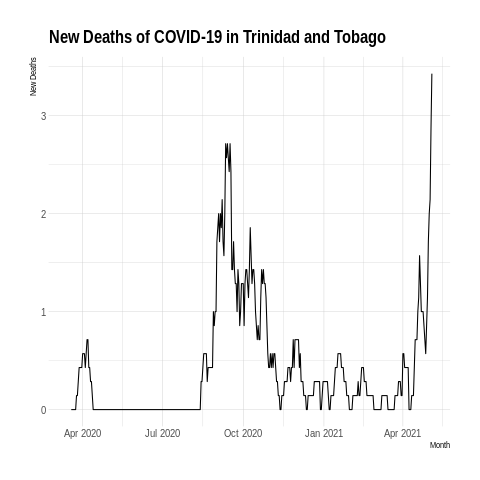 New Deaths of COVID-19 in Trinidad and Tobago
New Deaths
3
2
1
0
Apr 2020 Jul 2020 Oct 2020 Jan 2021 Apr 2021
Month